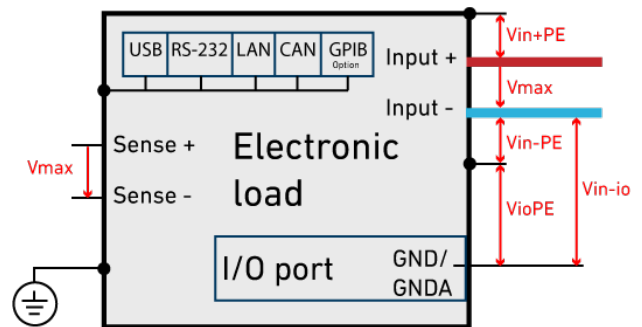 USB RS-232 LAN CAN GPIB
Option
Input +
Input -
Vin+PE
Vmax
Vin-PE
VioPE
Vin-io
Vmax
Sense +
Sense -
Electronic
load
I/O port
GND/
GNDA